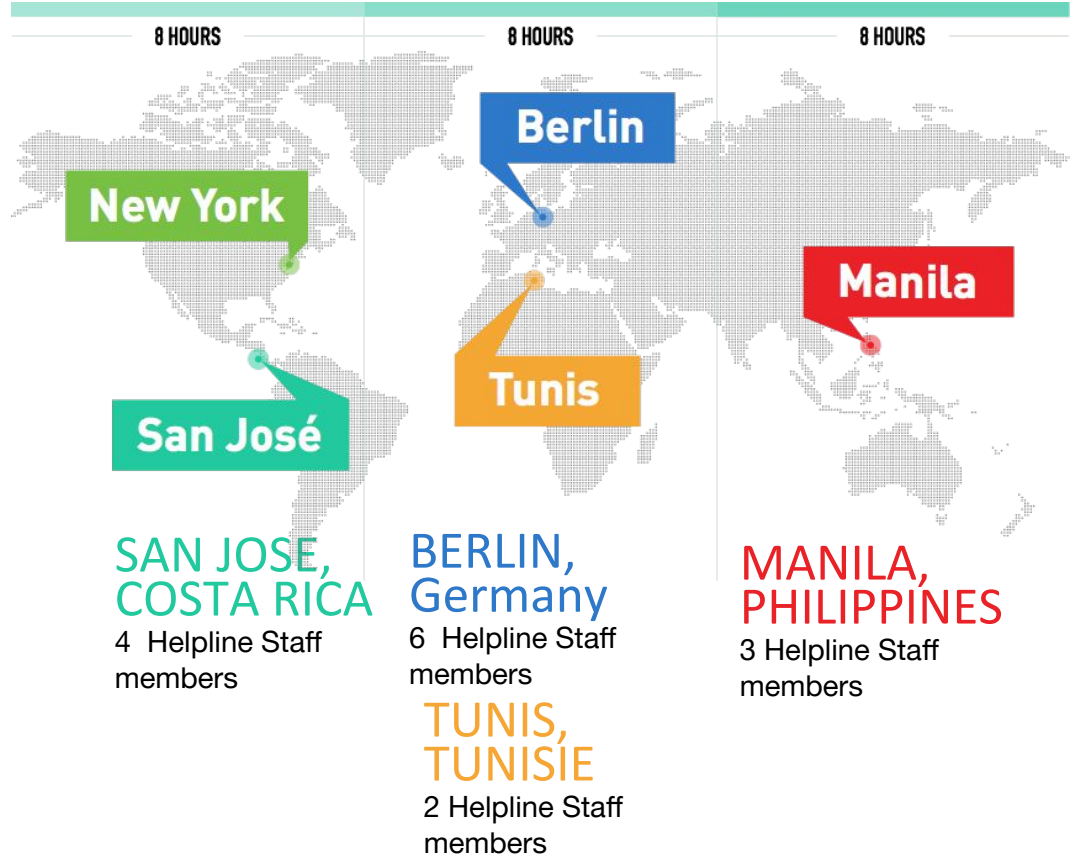 8 HOURS
8 HOURS
8 HOURS
Berlin
New York
Manila
Tunis
San José
SAN JOSE,
COSTA RICA
4 Helpline Staff
members
BERLIN,
Germany
6 Helpline Staff
members
MANILA,
PHILIPPINES
3 Helpline Staff
members
TUNIS,
TUNISIE
2 Helpline Staff
members